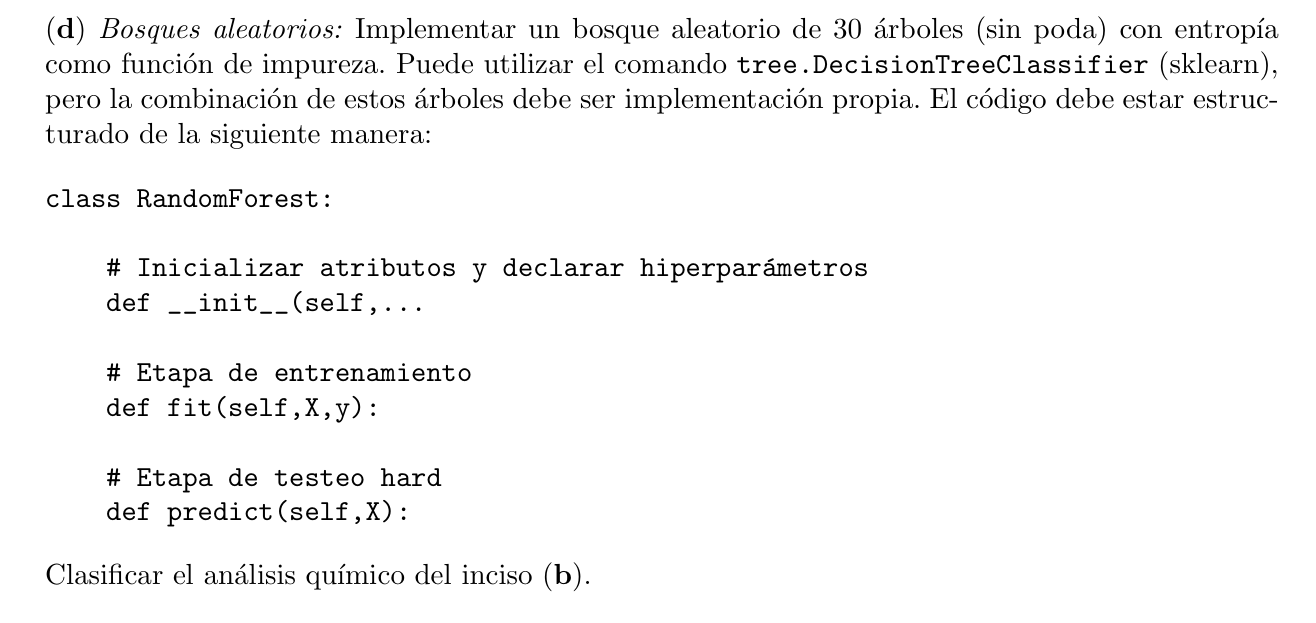 (d) Bosques aleatorios: Implementar un bosque aleatorio de 30 árboles (sin poda) con entropía
como función de impureza. Puede utilizar el comando tree.DecisionTreeClassifier (sklearn),
pero la combinación de estos árboles debe ser implementación propia. El código debe estar estruc-
turado de la siguiente manera:
class RandomForest:
# Inicializar atributos y declarar hiperparámetros
def __init__(self,...
# Etapa de entrenamiento
def fit(self,X,y):
# Etapa de testeo hard
def predict(self,X):
Clasificar el análisis químico del inciso (b).